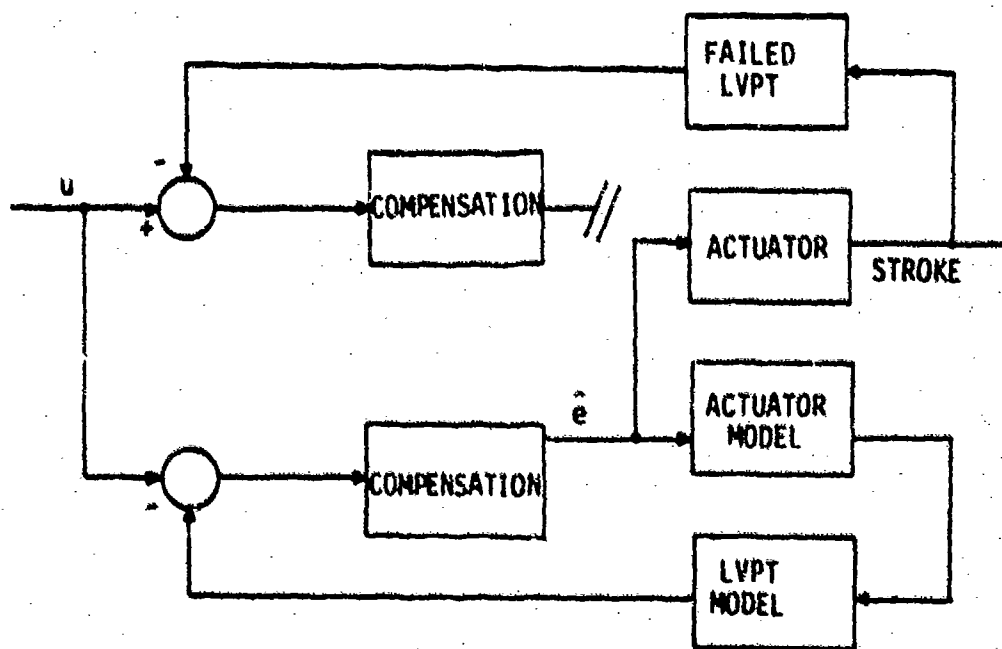 FAILED
LVPT
-
u
+
COMPENSATION
ACTUATOR
STROKE
ê
ACTUATOR
MODEL
COMPENSATION
-
LVPT
MODEL